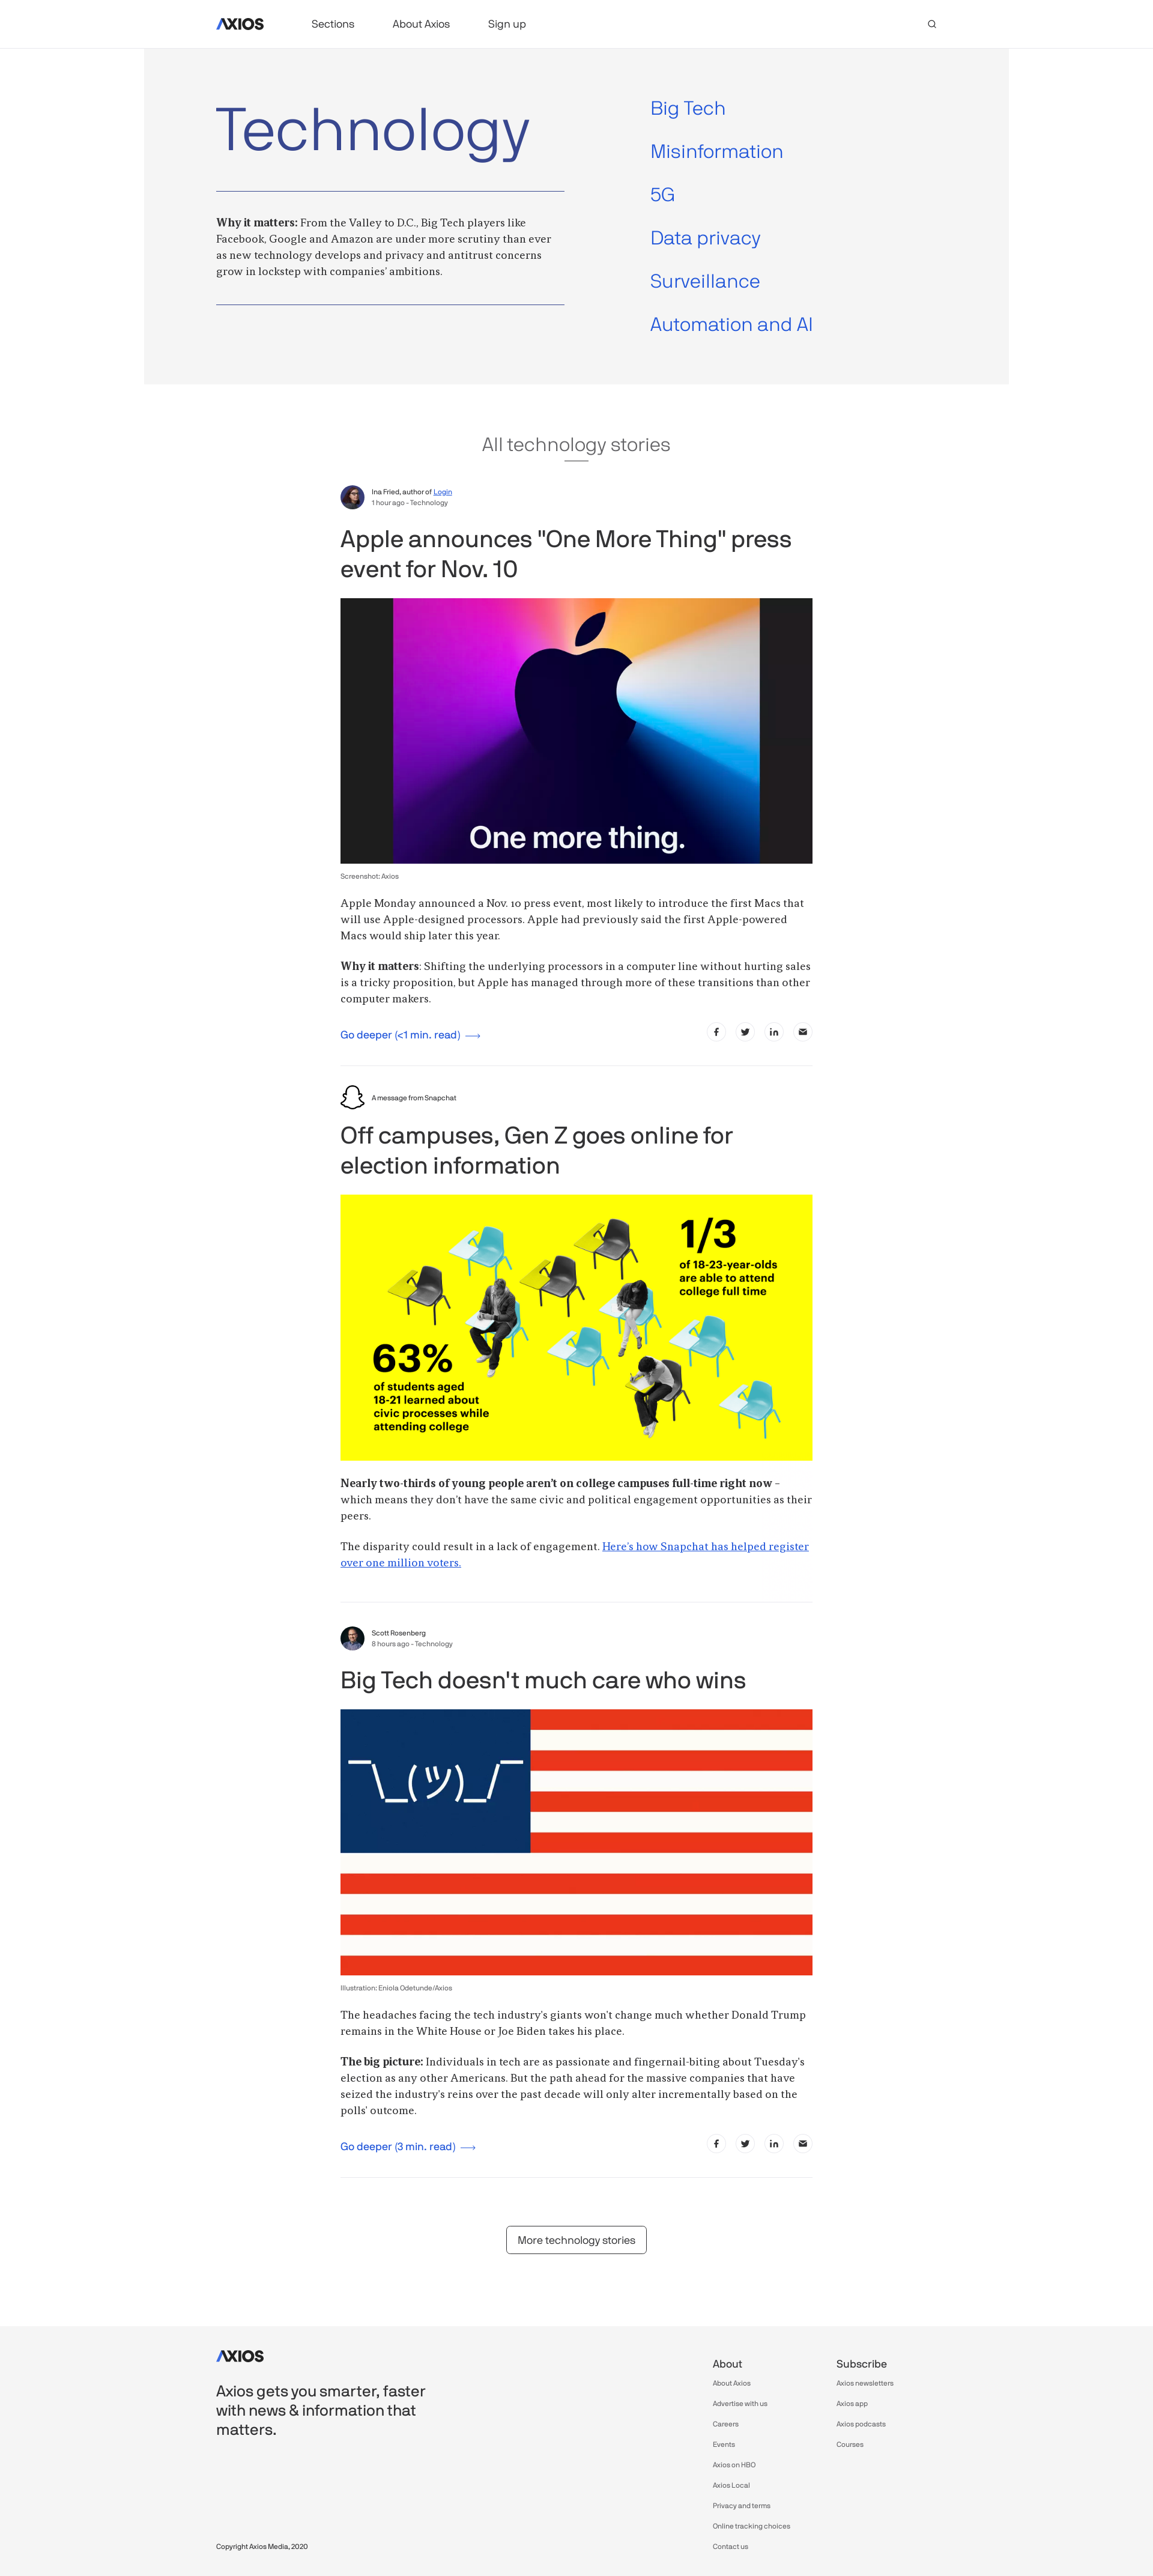 AXIOS
Sections
About Axios
Sign up
Technology
Why it matters: From the Valley to D.C., Big Tech players like
Facebook, Google and Amazon are under more scrutiny than ever
as new technology develops and privacy and antitrust concerns
grow in lockstep with companies' ambitions.
Big Tech
Misinformation
5G
Data privacy
Surveillance
Automation and AI
All technology stories
Ina Fried, author of Login
1 hour ago - Technology
Apple announces "One More Thing" press
event for Nov. 10
One more thing.
Screenshot: Axios
Apple Monday announced a Nov. 10 press event, most likely to introduce the first Macs that
will use Apple-designed processors. Apple had previously said the first Apple-powered
Macs would ship later this year.
Why it matters: Shifting the underlying processors in a computer line without hurting sales
is a tricky proposition, but Apple has managed through more of these transitions than other
computer makers.
Go deeper (<1 min. read)
A message from Snapchat
Off campuses, Gen Z goes online for
election information
1/3
of 18-23-year-olds
are able to attend
college full time
63%
of students aged
18-21 learned about
civic processes while
attending college
Nearly two-thirds of young people aren't on college campuses full-time right now –
which means they don't have the same civic and political engagement opportunities as their
peers.
The disparity could result in a lack of engagement. Here's how Snapchat has helped register
over one million voters.
Scott Rosenberg
8 hours ago - Technology
Big Tech doesn't much care who wins
¯\_(ツ)_/¯
Illustration: Eniola Odetunde/Axios
The headaches facing the tech industry's giants won't change much whether Donald Trump
remains in the White House or Joe Biden takes his place.
The big picture: Individuals in tech are as passionate and fingernail-biting about Tuesday's
election as any other Americans. But the path ahead for the massive companies that have
seized the industry's reins over the past decade will only alter incrementally based on the
polls' outcome.
Go deeper (3 min. read)
More technology stories
AXIOS
Axios gets you smarter, faster
with news & information that
matters.
Copyright Axios Media, 2020
About
About Axios
Advertise with us
Careers
Events
Axios on HBO
Axios Local
Privacy and terms
Online tracking choices
Contact us
Subscribe
Axios newsletters
Axios app
Axios podcasts
Courses